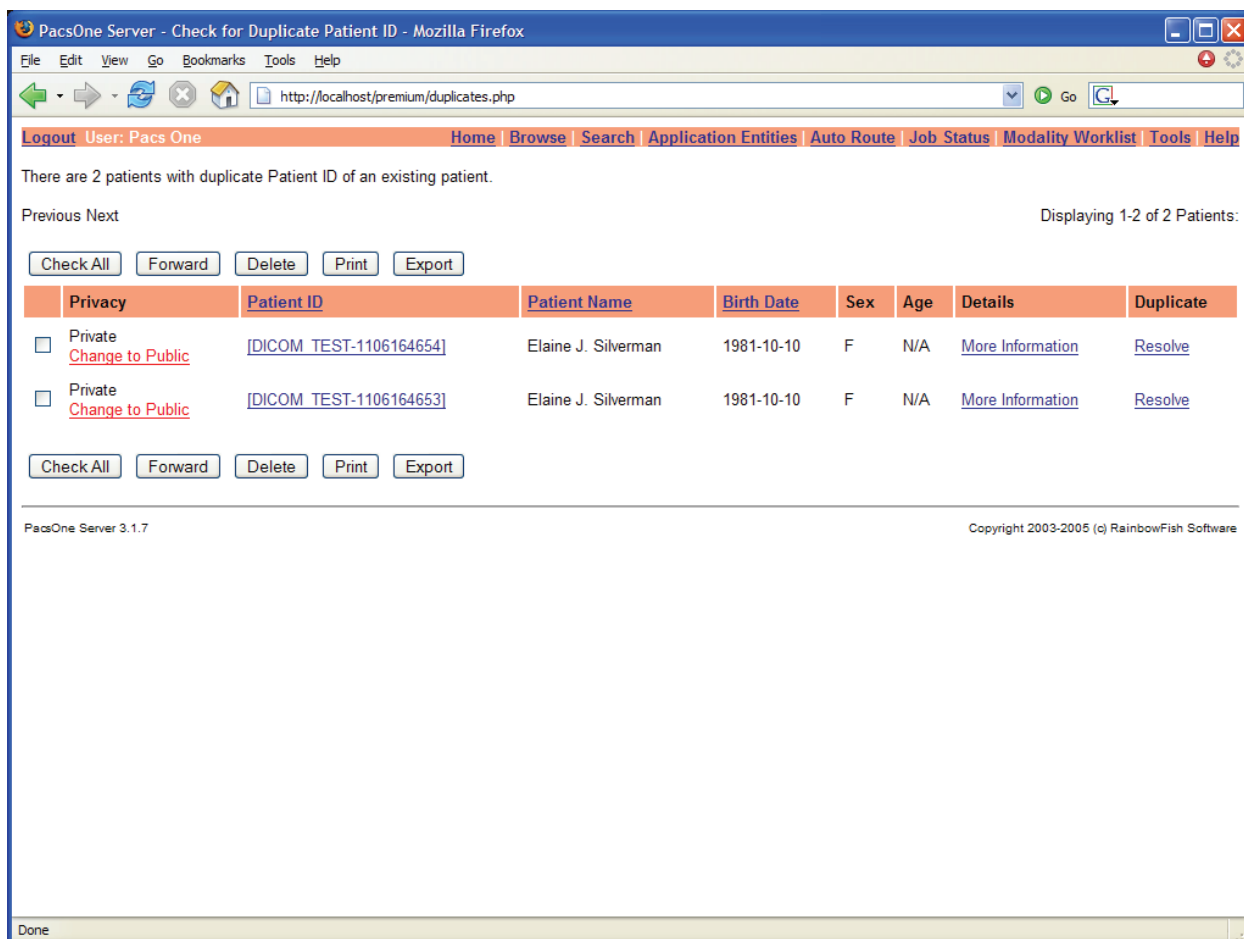 PacsOne Server - Check for Duplicate Patient ID - Mozilla Firefox
File Edit View Go Bookmarks Tools Help
http://localhost/premium/duplicates.php Go G
Logout User: Pacs One Home | Browse | Search | Application Entities | Auto Route | Job Status | Modality Worklist | Tools | Help
There are 2 patients with duplicate Patient ID of an existing patient.
Previous Next Displaying 1-2 of 2 Patients:
Check All Forward Delete Print Export
Privacy Patient ID Patient Name Birth Date Sex Age Details Duplicate
Private
Change to Public [DICOM_TEST-1106164654] Elaine J. Silverman 1981-10-10 F N/A More Information Resolve
Private
Change to Public [DICOM_TEST-1106164653] Elaine J. Silverman 1981-10-10 F N/A More Information Resolve
Check All Forward Delete Print Export
PacsOne Server 3.1.7 Copyright 2003-2005 (c) RainbowFish Software
Done